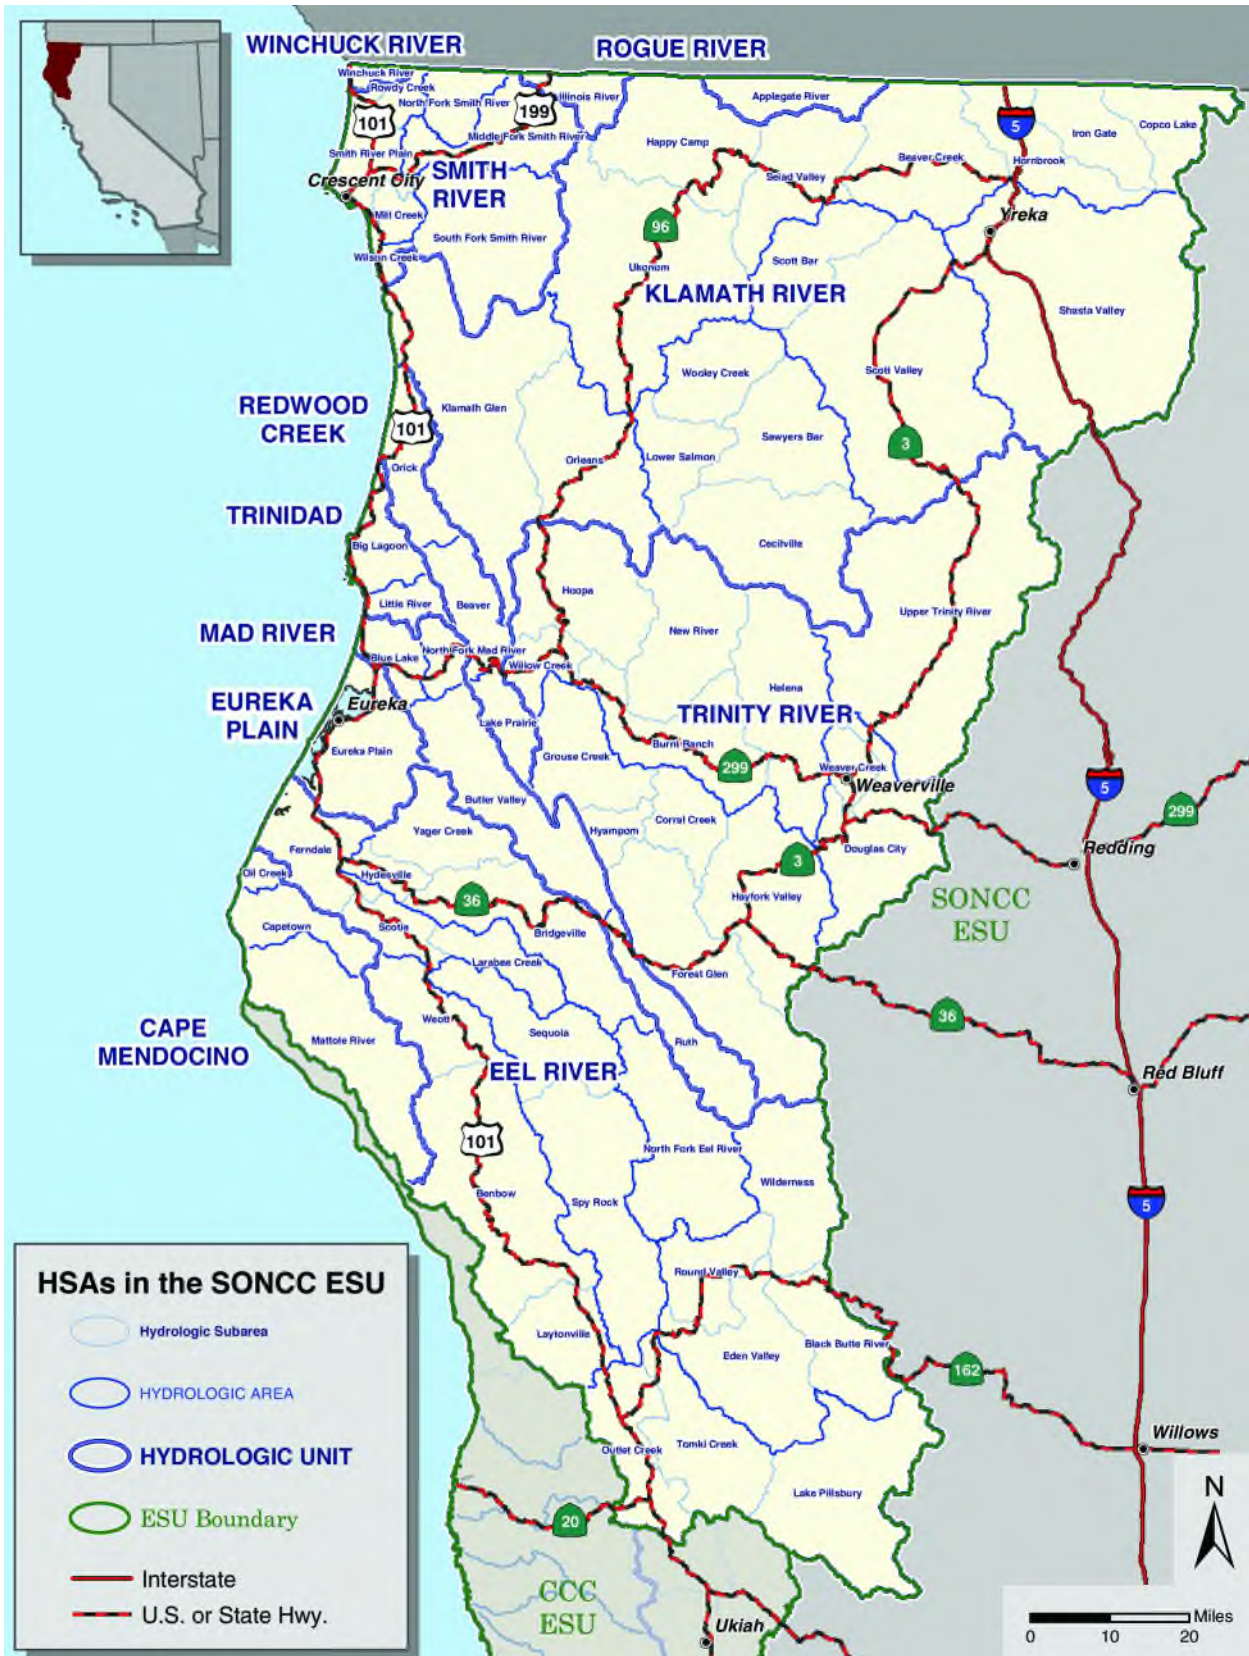 WINCHUCK RIVER
ROGUE RIVER
Winchuck River
Rowdy Creek
North Fork Smith River
199
Illinois River
Applegate River
101
5
Iron Gate
Copco Lake
Middle Fork Smith River
Happy Camp
Smith River Plain
Beaver Creek
Hornbrook
SMITH
RIVER
Seiad Valley
Crescent City
Mill Creek
96
Yreka
South Fork Smith River
Wilson Creek
Ukonom
Scott Bar
KLAMATH RIVER
Shasta Valley
Wooley Creek
Scott Valley
REDWOOD
CREEK
Klamath Glen
101
Sawyers Bar
3
Orick
Orleans
Lower Salmon
TRINIDAD
Big Lagoon
Cecilville
Hoopa
Little River
Beaver
Upper Trinity River
MAD RIVER
New River
Blue Lake
North Fork Mad River
Willow Creek
EUREKA
PLAIN
Eureka
Helena
TRINITY RIVER
Lake Prairie
Eureka Plain
Grouse Creek
Burnt Ranch
299
Weaver Creek
Weaverville
5
299
Butler Valley
Yager Creek
Hyampom
Corral Creek
Ferndale
3
Douglas City
Redding
Oil Creek
Hydesville
36
Hayfork Valley
SONCC
ESU
Capetown
Scotia
Bridgeville
Larabee Creek
Forest Glen
36
Weott
Sequoia
CAPE
MENDOCINO
Mattole River
Ruth
EEL RIVER
Red Bluff
101
North Fork Eel River
Wilderness
Benbow
Spy Rock
5
Round Valley
Laytonville
Eden Valley
Black Butte River
162
Outlet Creek
Tomki Creek
Willows
Lake Pillsbury
20
CCC
ESU
Ukiah
HSAs in the SONCC ESU
Hydrologic Subarea
HYDROLOGIC AREA
HYDROLOGIC UNIT
ESU Boundary
Interstate
U.S. or State Hwy.
N
Miles
0 10 20